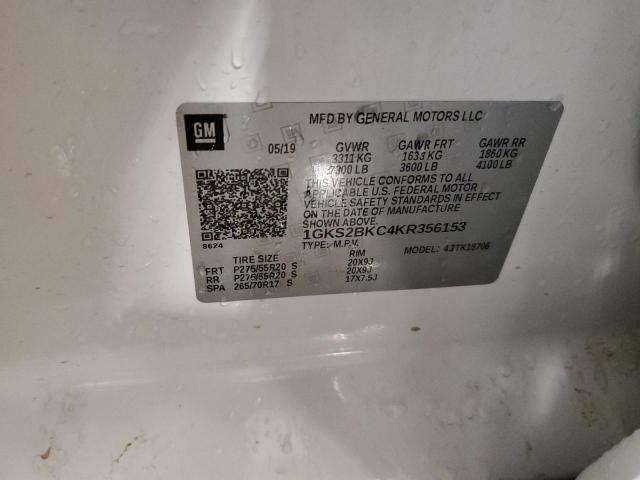 GM
MFD BY GENERAL MOTORS LLC
05/19 GVWR GAWR FRT GAWR RR
3311 KG 1633 KG 1860 KG
7300 LB 3600 LB 4100 LB
THIS VEHICLE CONFORMS TO ALL
APPLICABLE U.S. FEDERAL MOTOR
VEHICLE SAFETY STANDARDS IN EFFECT
ON THE DATE OF MANUFACTURE
SHOWN ABOVE.
1GKS2BKC4KR356153
8624
TYPE: M.P.V. MODEL:
TIRE SIZE RIM
FRT P275/55R20 S 20X9J
RR P275/55R20 S 20X9J
SPA 265/70R17 S 17X7.5J